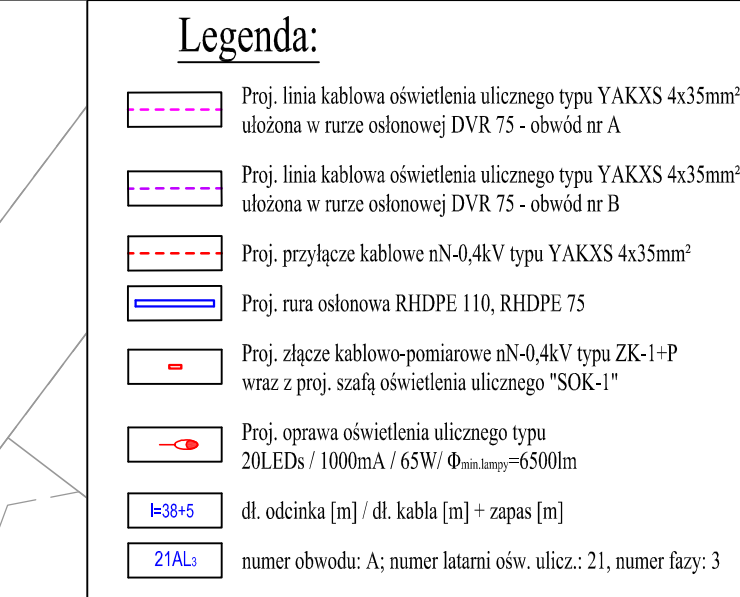 Legenda:
Proj. linia kablowa oświetlenia ulicznego typu YAKXS 4x35mm²
ułożona w rurze osłonowej DVR 75 - obwód nr A
Proj. linia kablowa oświetlenia ulicznego typu YAKXS 4x35mm²
ułożona w rurze osłonowej DVR 75 - obwód nr B
Proj. przyłącze kablowe nN-0,4kV typu YAKXS 4x35mm²
Proj. rura osłonowa RHDPE 110, RHDPE 75
Proj. złącze kablowo-pomiarowe nN-0,4kV typu ZK-1+P
wraz z proj. szafą oświetlenia ulicznego "SOK-1"
Proj. oprawa oświetlenia ulicznego typu
20LEDs / 1000mA / 65W/ Φmin.lampy=6500lm
l=38+5 dł. odcinka [m] / dł. kabla [m] + zapas [m]
21AL3 numer obwodu: A; numer latarni ośw. ulicz.: 21, numer fazy: 3